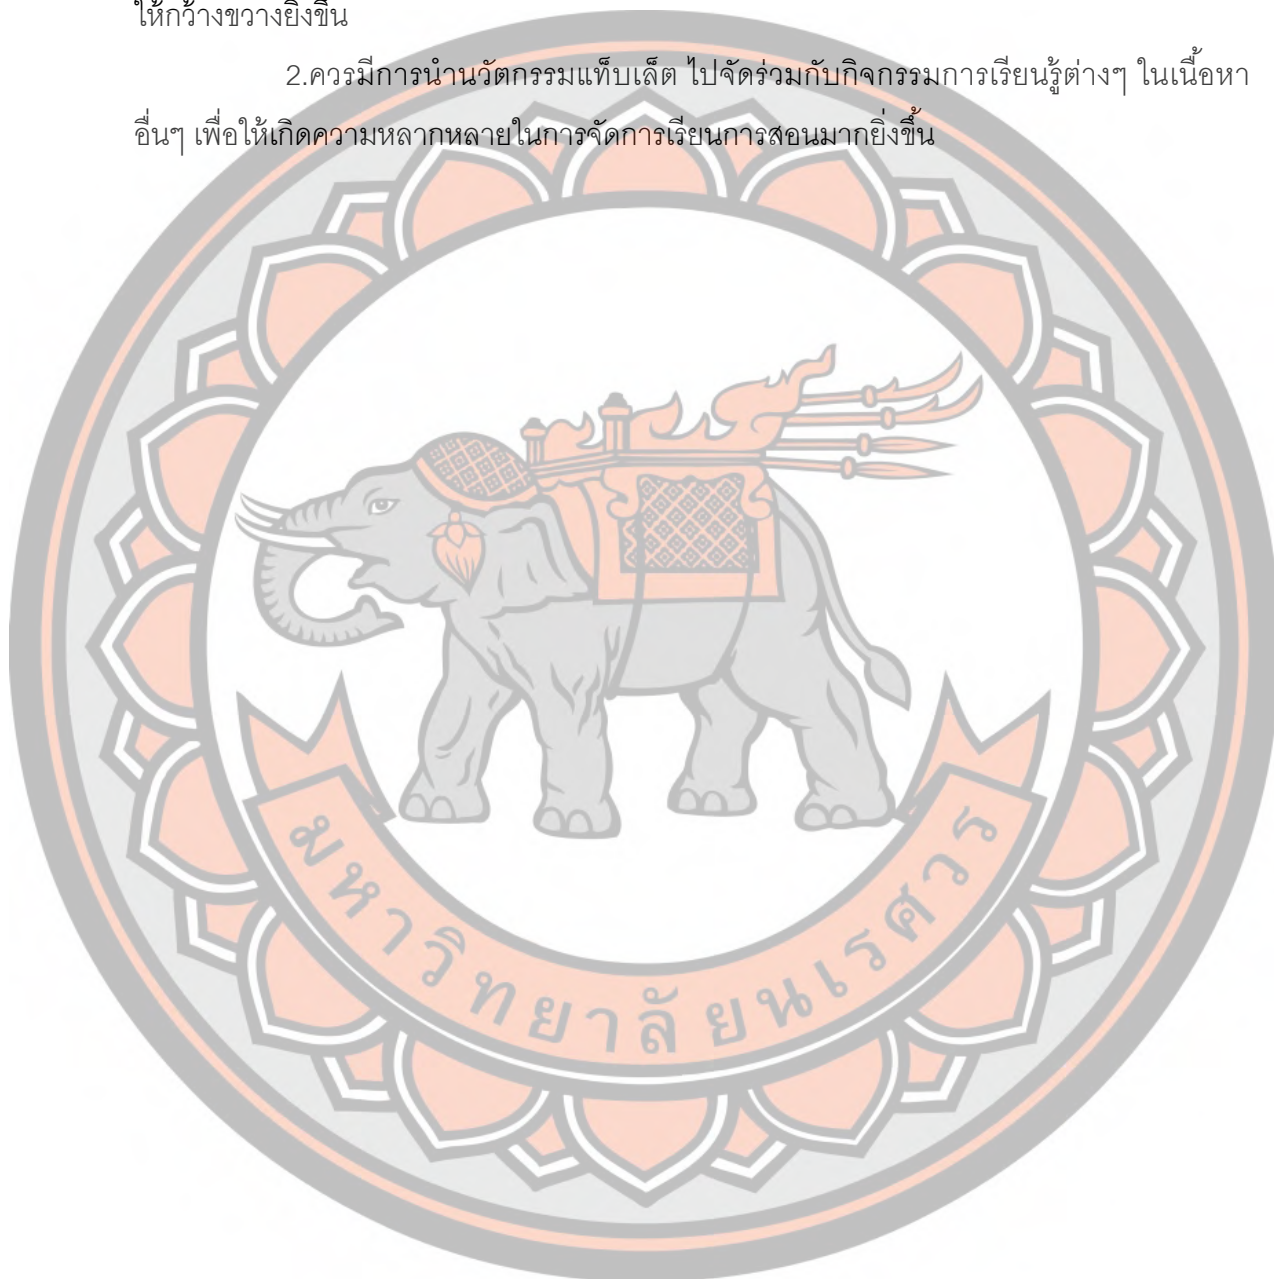 ให้กว้างขวางยิ่งขึ้น
2.ควรมีการนำนวัตกรรมแท็บเล็ต ไปจัดร่วมกับกิจกรรมการเรียนรู้ต่างๆ ในเนื้อหา
อื่นๆ เพื่อให้เกิดความหลากหลายในการจัดการเรียนการสอนมากยิ่งขึ้น
มหาวิทยาลัยนเรศวร